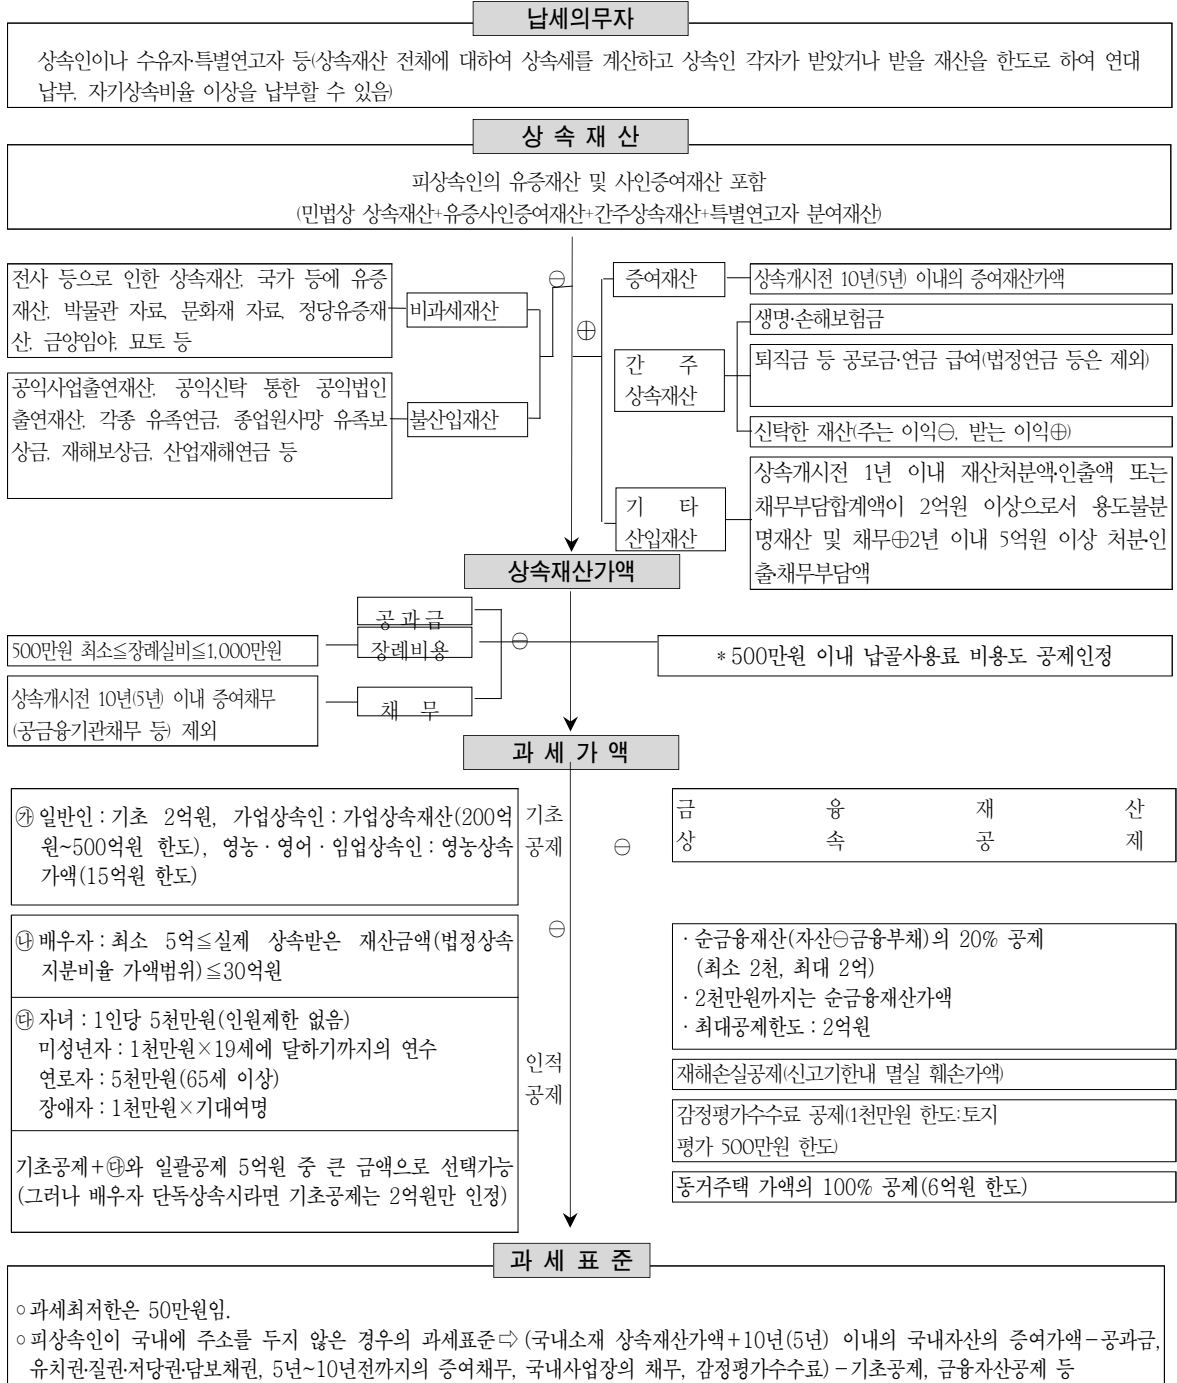 납세의무자
상속인이나 수유자·특별연고자 등(상속재산 전체에 대하여 상속세를 계산하고 상속인 각자가 받았거나 받을 재산을 한도로 하여 연대
납부, 자기상속비율 이상을 납부할 수 있음)
상 속 재 산
피상속인의 유증재산 및 사인증여재산 포함
(민법상 상속재산+유증사인증여재산+간주상속재산+특별연고자 분여재산)
전사 등으로 인한 상속재산, 국가 등에 유증
재산, 박물관 자료, 문화재 자료, 정당유증재
산, 금양임야, 묘토 등
비과세재산
⊖
공익사업출연재산, 공익신탁 통한 공익법인
출연재산, 각종 유족연금, 종업원사망 유족보
상금, 재해보상금, 산업재해연금 등
불산입재산
⊕
증여재산
상속개시전 10년(5년) 이내의 증여재산가액
간 주
상속재산
생명·손해보험금
퇴직금 등 공로금·연금 급여(법정연금 등은 제외)
신탁한 재산(주는 이익⊖, 받는 이익⊕)
기 타
산입재산
상속개시전 1년 이내 재산처분액·인출액 또는
채무부담합계액이 2억원 이상으로서 용도불분
명재산 및 채무⊕2년 이내 5억원 이상 처분·인
출·채무부담액
상속재산가액
공 과 금
500만원 최소≦장례실비≦1,000만원
장례비용
⊖
*500만원 이내 납골사용료 비용도 공제인정
상속개시전 10년(5년) 이내 증여채무
(공금융기관채무 등) 제외
채 무
과 세 가 액
㉮ 일반인 : 기초 2억원, 가업상속인 : 가업상속재산(200억
원~500억원 한도), 영농·영어·임업상속인 : 영농상속
가액(15억원 한도)
기초
공제
⊖
금 융 재 산
상 속 공 제
㉯ 배우자 : 최소 5억≦실제 상속받은 재산금액(법정상속
지분비율 가액범위)≦30억원
⊖
㉰ 자녀 : 1인당 5천만원(인원제한 없음)
미성년자 : 1천만원×19세에 달하기까지의 연수
연로자 : 5천만원(65세 이상)
장애자 : 1천만원×기대여명
인적
공제
기초공제+㉰와 일괄공제 5억원 중 큰 금액으로 선택가능
(그러나 배우자 단독상속시라면 기초공제는 2억원만 인정)
· 순금융재산(자산⊖금융부채)의 20% 공제
(최소 2천, 최대 2억)
· 2천만원까지는 순금융재산가액
· 최대공제한도 : 2억원
재해손실공제(신고기한내 멸실 훼손가액)
감정평가수수료 공제(1천만원 한도:토지
평가 500만원 한도)
동거주택 가액의 100% 공제(6억원 한도)
과 세 표 준
○과세최저한은 50만원임.
○피상속인이 국내에 주소를 두지 않은 경우의 과세표준⇨(국내소재 상속재산가액+10년(5년) 이내의 국내자산의 증여가액-공과금,
유치권·질권·저당권·담보채권, 5년~10년전까지의 증여채무, 국내사업장의 채무, 감정평가수수료)-기초공제, 금융자산공제 등